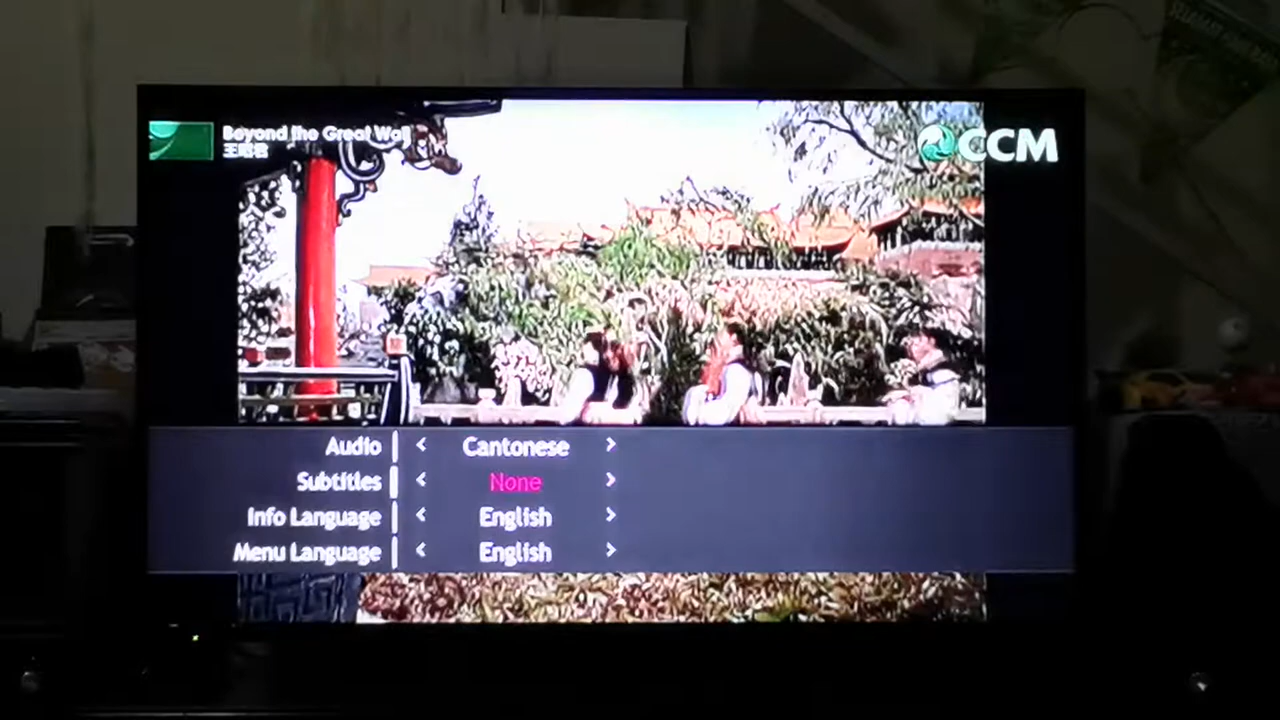 Beyond the Great Wall
王昭君
CCM
Audio < Cantonese >
Subtitles < None >
Info Language < English >
Menu Language < English >